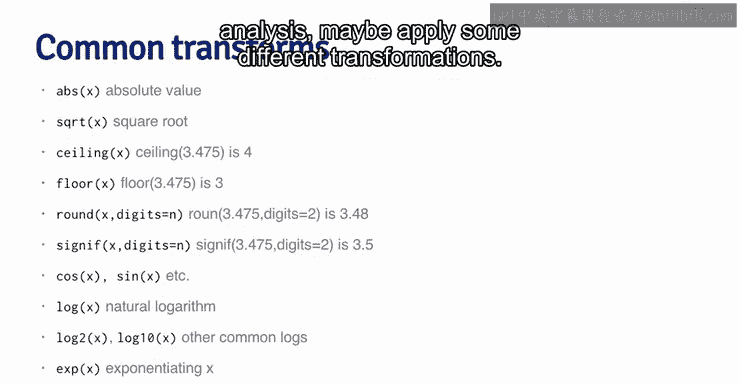 analysis, maybe apply some
different transformations.
Common transforms
• abs(x) absolute value
• sqrt(x) square root
• ceiling(x) ceiling(3.475) is 4
• floor(x) floor(3.475) is 3
• round(x,digits=n) roun(3.475,digits=2) is 3.48
• signif(x,digits=n) signif(3.475,digits=2) is 3.5
• cos(x), sin(x) etc.
• log(x) natural logarithm
• log2(x), log10(x) other common logs
• exp(x) exponentiating x